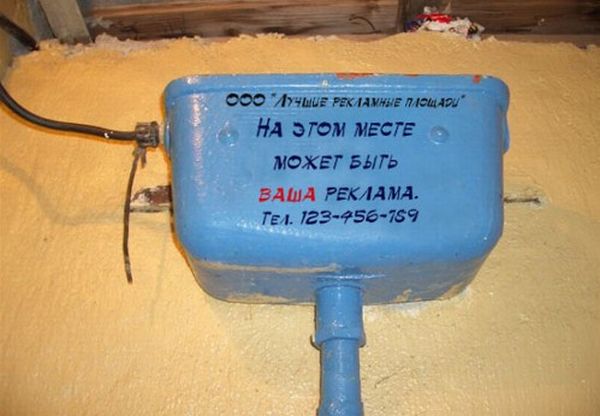 ООО "Лучшие рекламные площади"
На этом месте
может быть
ВАША реклама.
Тел. 123-456-789